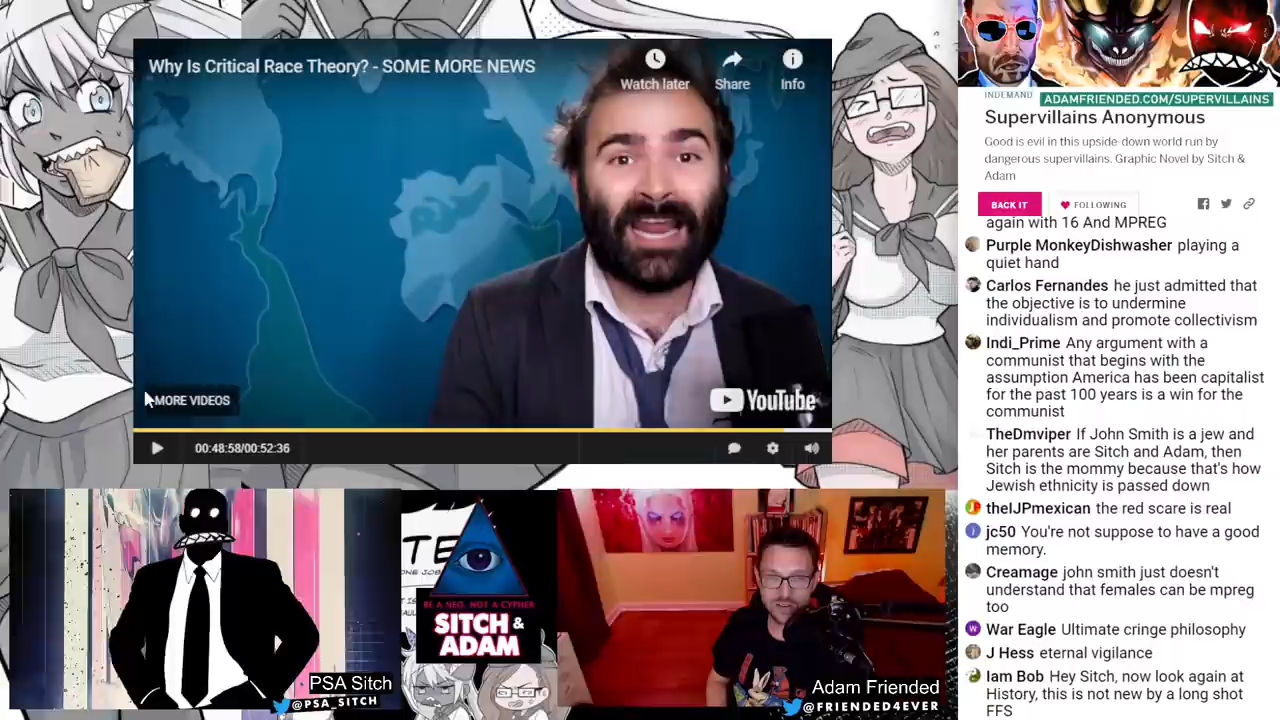 Why Is Critical Race Theory? - SOME MORE NEWS
Watch later
Share
Info
MORE VIDEOS
YouTube
00:48:58/00:52:36
INDEMAND
ADAMFRIENDED.COM/SUPERVILLAINS
Supervillains Anonymous
Good is evil in this upside-down world run by
dangerous supervillains. Graphic Novel by Sitch &
Adam
BACK IT
FOLLOWING
again with 16 And MPREG
Purple MonkeyDishwasher playing a
quiet hand
Carlos Fernandes he just admitted that
the objective is to undermine
individualism and promote collectivism
Indi_Prime Any argument with a
communist that begins with the
assumption America has been capitalist
for the past 100 years is a win for the
communist
TheDmviper If John Smith is a jew and
her parents are Sitch and Adam, then
Sitch is the mommy because that's how
Jewish ethnicity is passed down
theIJPmexican the red scare is real
jc50 You're not suppose to have a good
memory.
Creamage john smith just doesn't
understand that females can be mpreg
too
War Eagle Ultimate cringe philosophy
J Hess eternal vigilance
Iam Bob Hey Sitch, now look again at
History, this is not new by a long shot
FFS
PSA Sitch
@PSA_SITCH
BE A NEO, NOT A CYPHER
SITCH &
ADAM
Adam Friended
@FRIENDED4EVER